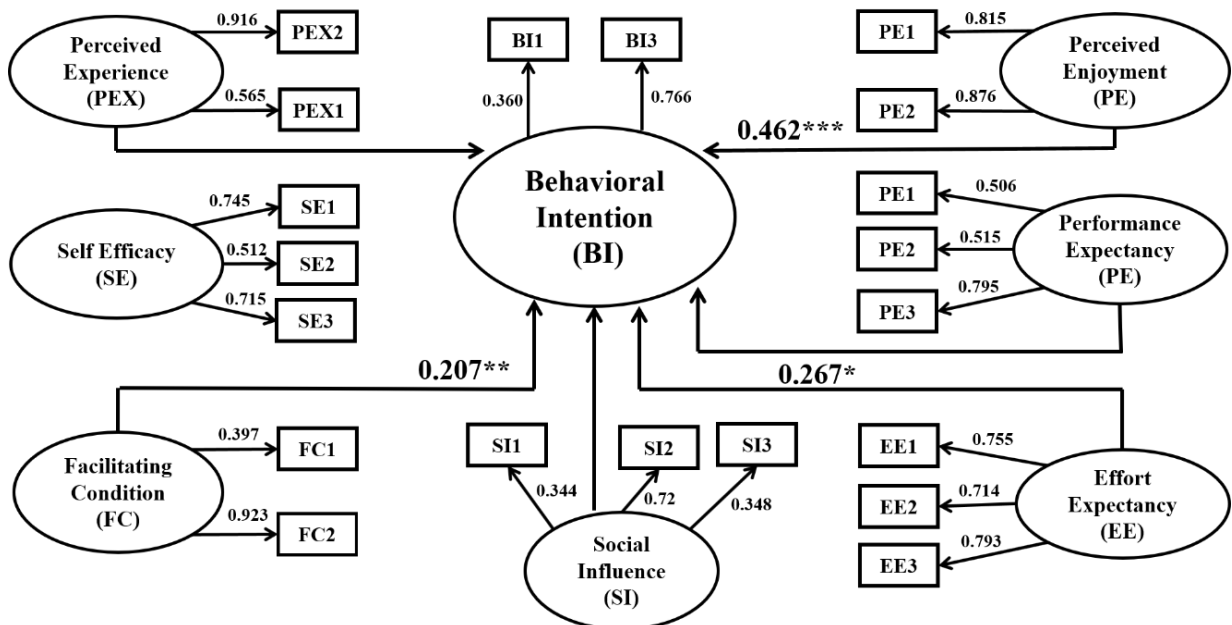 Perceived
Experience
(PEX)
0.916
PEX2
0.565
PEX1
BI1
BI3
0.360
0.766
Behavioral
Intention
(BI)
PE1
0.815
PE2
0.876
Perceived
Enjoyment
(PE)
0.462***
Self Efficacy
(SE)
0.745
SE1
0.512
SE2
0.715
SE3
PE1
0.506
PE2
0.515
PE3
0.795
Performance
Expectancy
(PE)
0.207**
0.267*
Facilitating
Condition
(FC)
0.397
FC1
0.923
FC2
SI1
SI2
SI3
0.344
0.72
0.348
Social
Influence
(SI)
EE1
0.755
EE2
0.714
EE3
0.793
Effort
Expectancy
(EE)